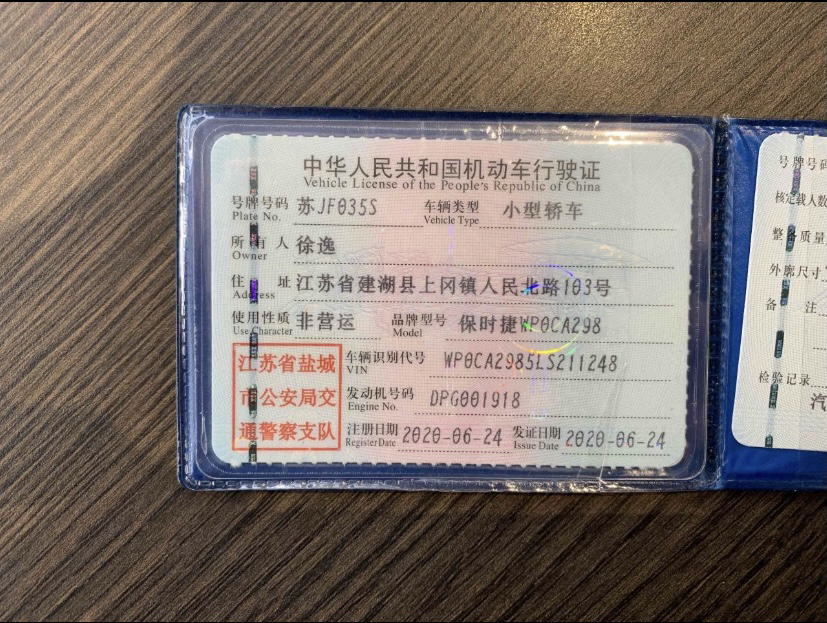 中华人民共和国机动车行驶证
Vehicle License of the People's Republic of China
号牌号码 苏JF035S 车辆类型 小型轿车
Plate No. Vehicle Type
所有人 徐逸
Owner
住址 江苏省建湖县上冈镇人民北路103号
Address
使用性质 非营运 品牌型号 保时捷WP0CA298
Use Character Model
江苏省盐城
市公安局交
通警察支队
车辆识别代号 WP0CA2985LS211248
VIN
发动机号码 DPG001918
Engine No.
注册日期 2020-06-24 发证日期 2020-06-24
Register Date Issue Date
号牌号码
核定载人数
整备质量
外廓尺寸
备注
检验记录
汽